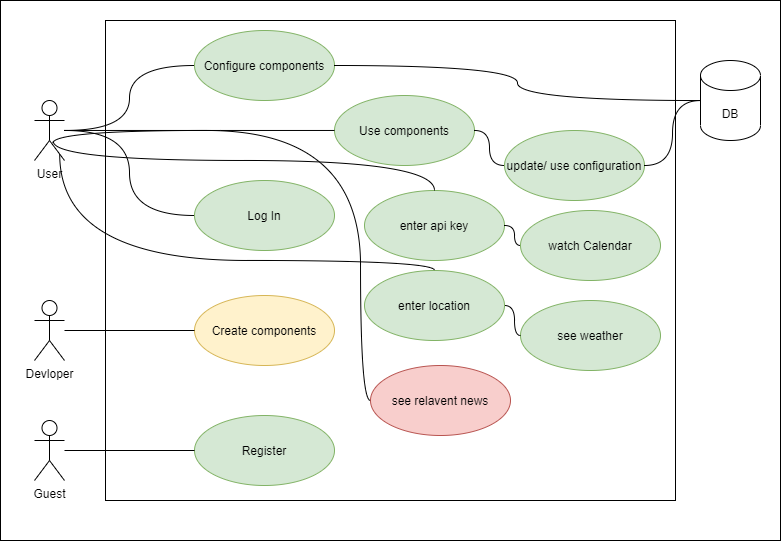 Configure components
DB
Use components
User
update/ use configuration
Log In
enter api key
watch Calendar
enter location
Create components
see weather
Devloper
see relavent news
Register
Guest